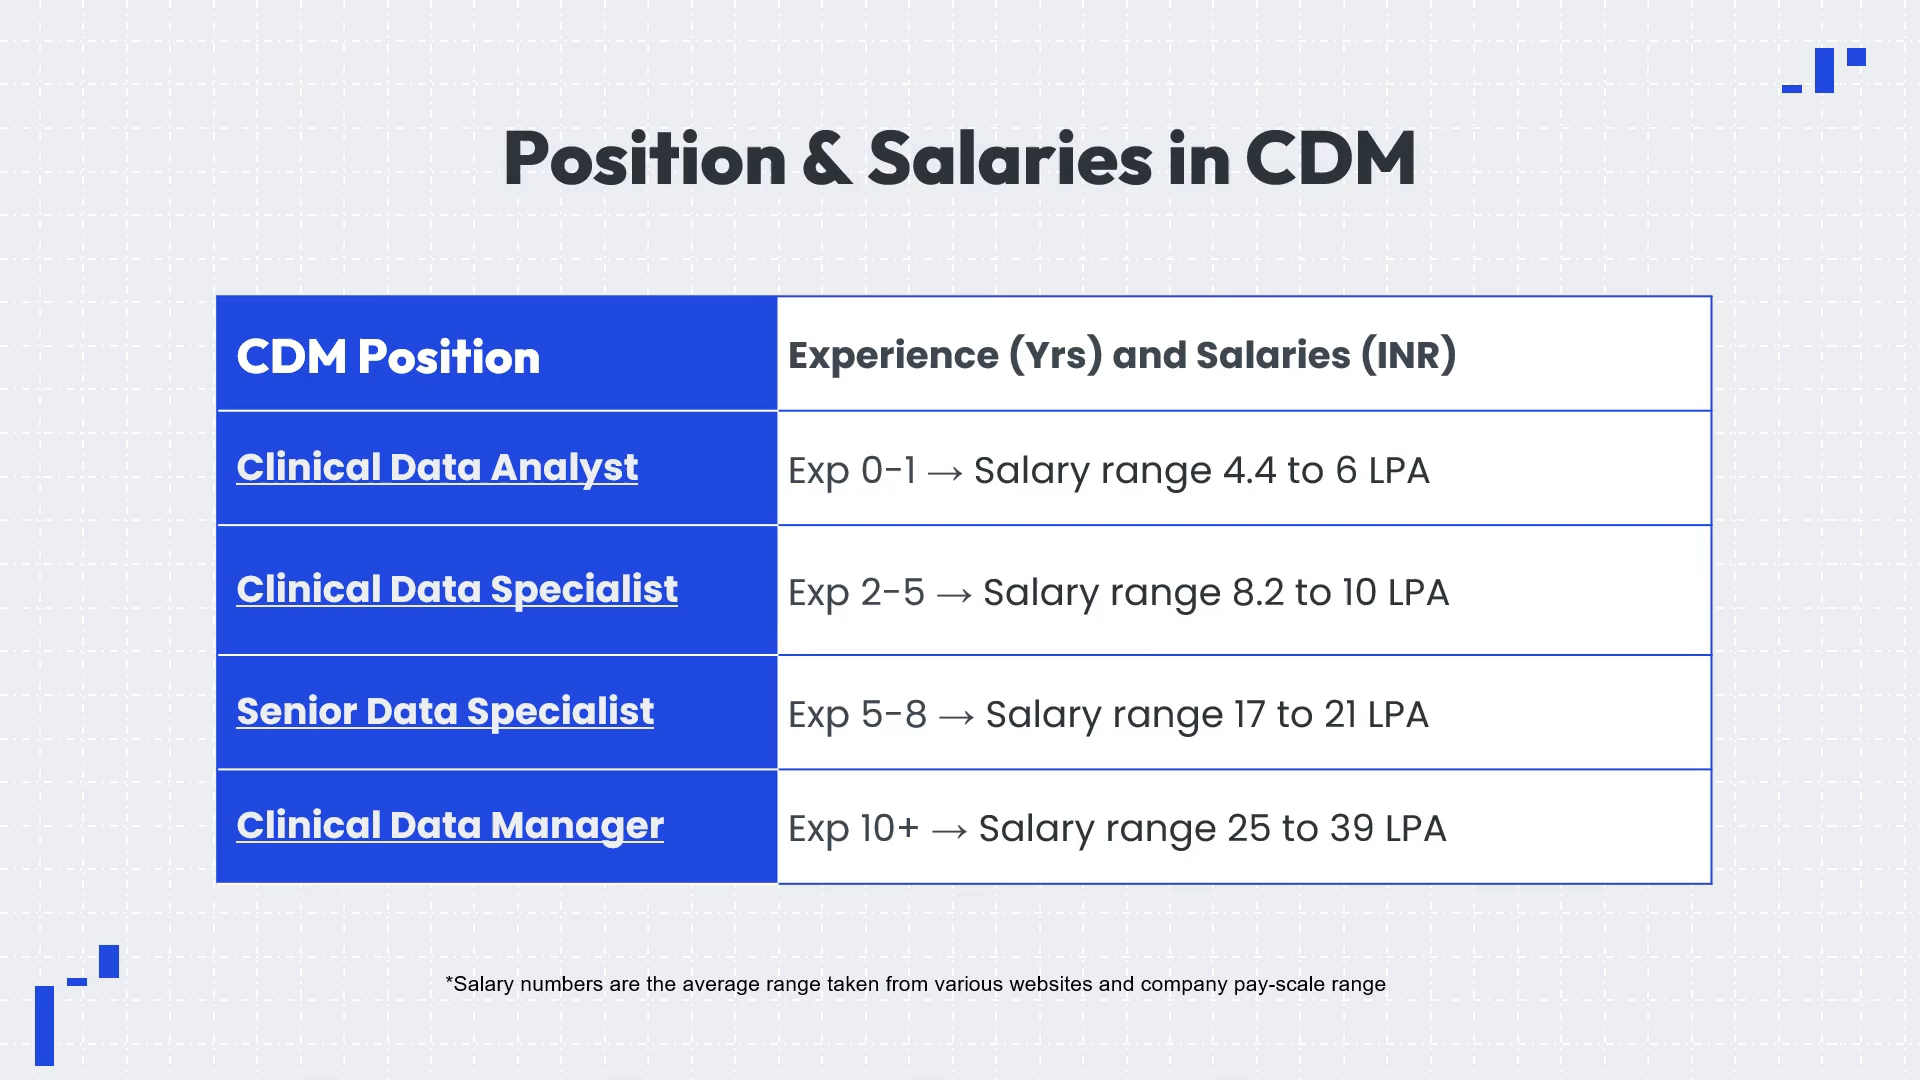 Position & Salaries in CDM
CDM Position
Experience (Yrs) and Salaries (INR)
Clinical Data Analyst
Exp 0-1 → Salary range 4.4 to 6 LPA
Clinical Data Specialist
Exp 2-5 → Salary range 8.2 to 10 LPA
Senior Data Specialist
Exp 5-8 → Salary range 17 to 21 LPA
Clinical Data Manager
Exp 10+ → Salary range 25 to 39 LPA
*Salary numbers are the average range taken from various websites and company pay-scale range